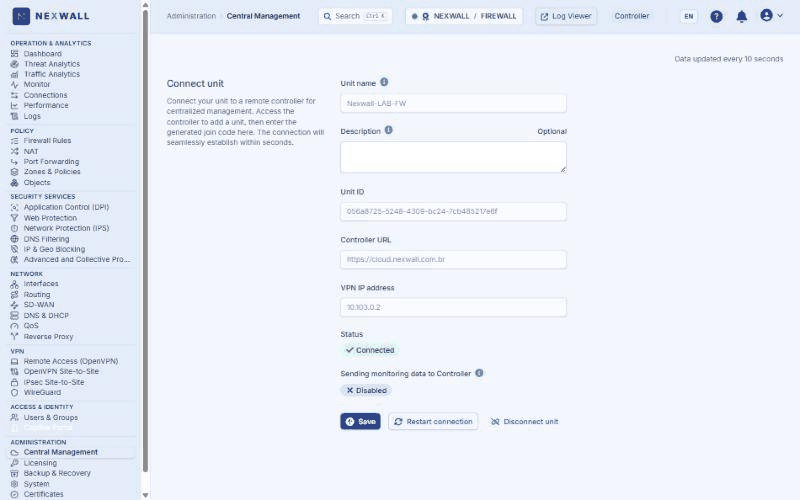 NEXWALL
Administration
Central Management
Search
Ctrl K
NEXWALL / FIREWALL
Log Viewer
Controller
EN
OPERATION & ANALYTICS
Dashboard
Threat Analytics
Traffic Analytics
Monitor
Connections
Performance
Logs
POLICY
Firewall Rules
NAT
Port Forwarding
Zones & Policies
Objects
SECURITY SERVICES
Application Control (DPI)
Web Protection
Network Protection (IPS)
DNS Filtering
IP & Geo Blocking
Advanced and Collective Pro...
NETWORK
Interfaces
Routing
SD-WAN
DNS & DHCP
QoS
Reverse Proxy
VPN
Remote Access (OpenVPN)
OpenVPN Site-to-Site
IPsec Site-to-Site
WireGuard
ACCESS & IDENTITY
Users & Groups
Captive Portal
ADMINISTRATION
Central Management
Licensing
Backup & Recovery
System
Certificates
Data updated every 10 seconds
Connect unit
Connect your unit to a remote controller for
centralized management. Access the
controller to add a unit, then enter the
generated join code here. The connection will
seamlessly establish within seconds.
Unit name
Nexwall-LAB-FW
Description
Optional
Unit ID
Controller URL
https://cloud.nexwall.com.br
VPN IP address
10.103.0.2
Status
Connected
Sending monitoring data to Controller
Disabled
Save
Restart connection
Disconnect unit